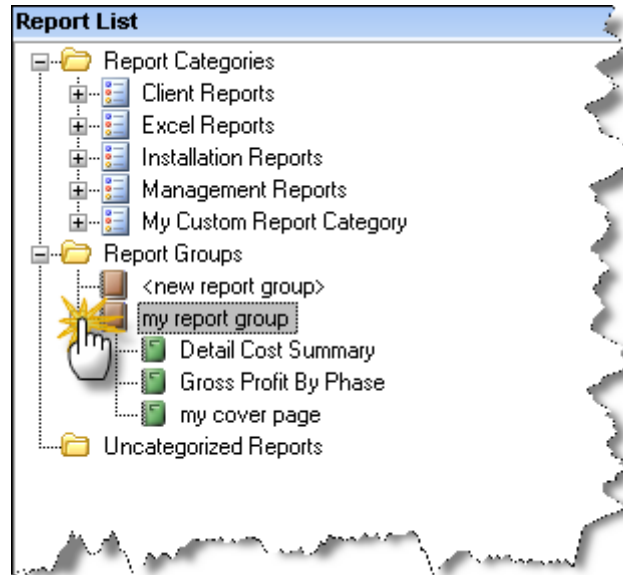 Report List
Report Categories
Client Reports
Excel Reports
Installation Reports
Management Reports
My Custom Report Category
Report Groups
<new report group>
my report group
Detail Cost Summary
Gross Profit By Phase
my cover page
Uncategorized Reports